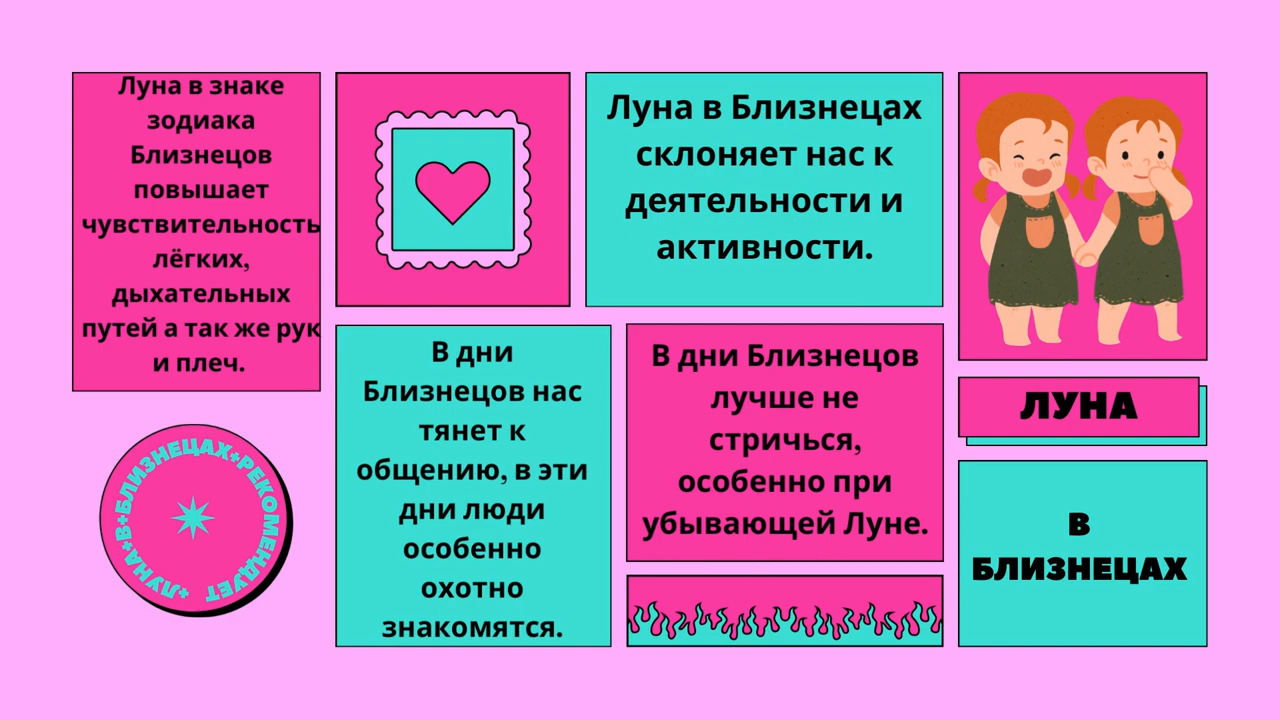 Луна в знаке
зодиака
Близнецов
повышает
чувствительность
лёгких,
дыхательных
путей а так же рук
и плеч.
Луна в Близнецах
склоняет нас к
деятельности и
активности.
В дни
Близнецов нас
тянет к
общению, в эти
дни люди
особенно
охотно
знакомятся.
В дни Близнецов
лучше не
стричься,
особенно при
убывающей Луне.
ЛУНА
В
БЛИЗНЕЦАХ
+ЛУНА+В+БЛИЗНЕЦАХ+РЕКОМЕНДУЕТ